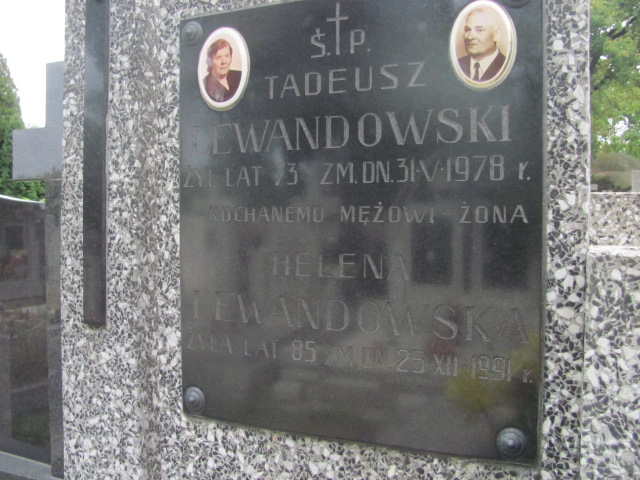 Ś.P.
TADEUSZ
LEWANDOWSKI
ŻYŁ LAT 73 ZM.DN.31·V·1978 r.
KOCHANEMU MĘŻOWI - ŻONA
HELENA
LEWANDOWSKA
ŻYŁA LAT 85 ZM.DN.25·XII·1991 r.